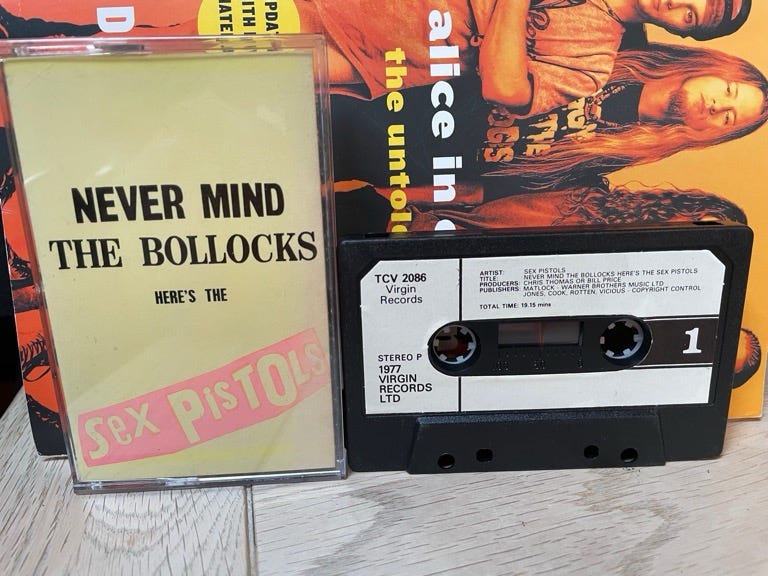 NEVER MIND
THE BOLLOCKS
HERE'S THE
Sex PISTOLS
alice in
the untol
TCV 2086
Virgin
Records
ARTIST: SEX PISTOLS
TITLE: NEVER MIND THE BOLLOCKS HERE'S THE SEX PISTOLS
PRODUCERS: CHRIS THOMAS OR BILL PRICE
PUBLISHERS: MATLOCK - WARNER BROTHERS MUSIC LTD
JONES, COOK, ROTTEN, VICIOUS - COPYRIGHT CONTROL
TOTAL TIME: 19.15 mins
STEREO P
1977
VIRGIN
RECORDS
LTD
1